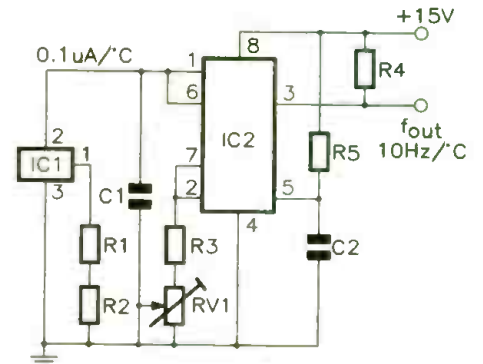 +15V
0.1uA/°C
1
8
R4
6
3
2
IC1
1
IC2
fout
10Hz/°C
7
R5
3
C1
2
5
R1
R3
4
C2
R2
RV1